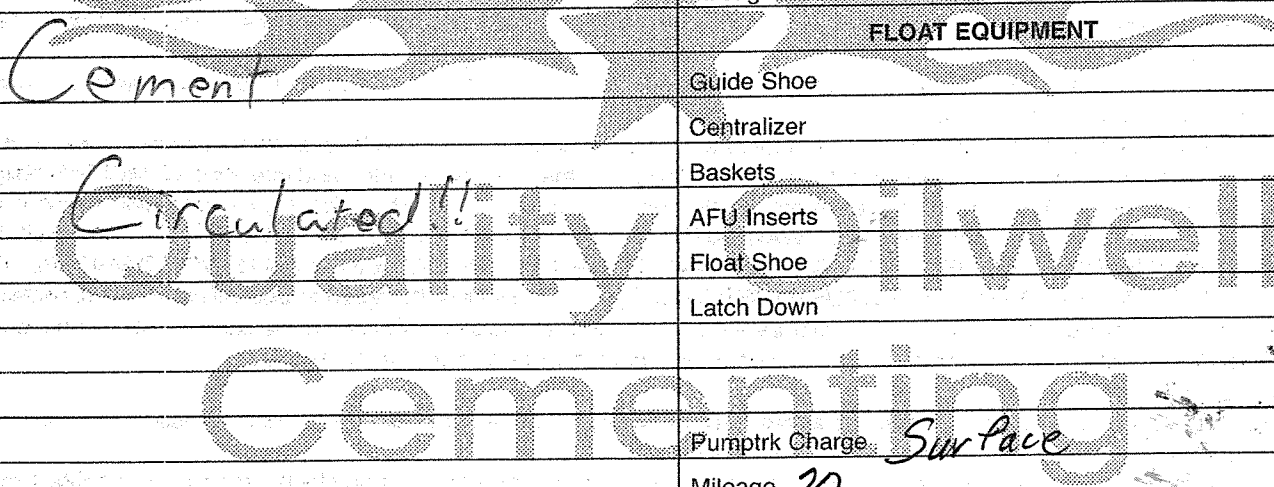 FLOAT EQUIPMENT
Cement
Guide Shoe
Centralizer
Baskets
Circulated!!
AFU Inserts
Quality Oilwell
Float Shoe
Latch Down
Cementing
Pumptrk Charge Surface
Mileage 20